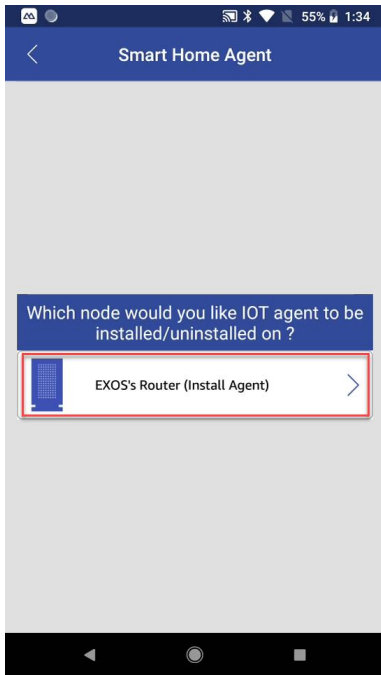 55% 1:34
Smart Home Agent
Which node would you like IOT agent to be
installed/uninstalled on ?
EXOS's Router (Install Agent)